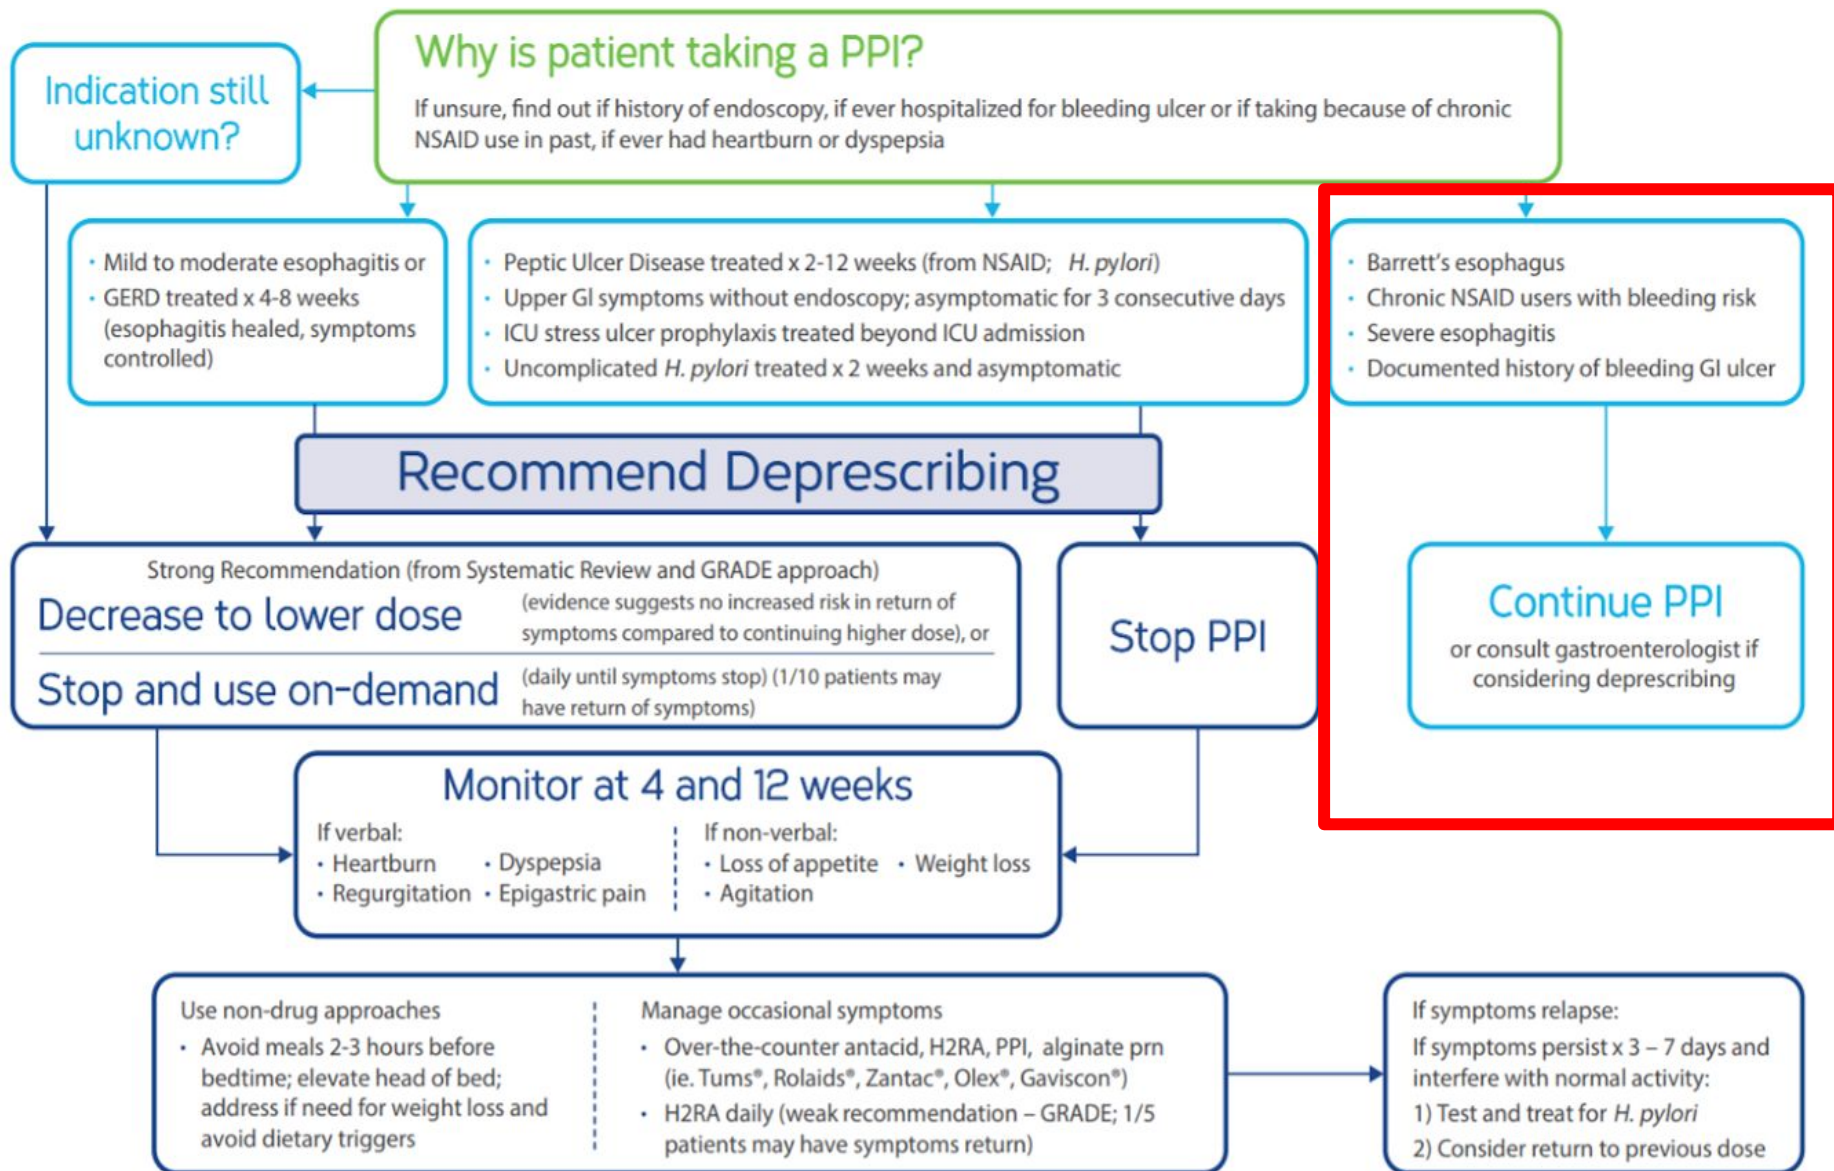 Why is patient taking a PPI?
If unsure, find out if history of endoscopy, if ever hospitalized for bleeding ulcer or if taking because of chronic
NSAID use in past, if ever had heartburn or dyspepsia
Indication still
unknown?
• Mild to moderate esophagitis or
• GERD treated x 4-8 weeks
(esophagitis healed, symptoms
controlled)
• Peptic Ulcer Disease treated x 2-12 weeks (from NSAID; H. pylori)
• Upper GI symptoms without endoscopy; asymptomatic for 3 consecutive days
• ICU stress ulcer prophylaxis treated beyond ICU admission
• Uncomplicated H. pylori treated x 2 weeks and asymptomatic
• Barrett's esophagus
• Chronic NSAID users with bleeding risk
• Severe esophagitis
• Documented history of bleeding GI ulcer
Recommend Deprescribing
Strong Recommendation (from Systematic Review and GRADE approach)
Decrease to lower dose
(evidence suggests no increased risk in return of
symptoms compared to continuing higher dose), or
Stop and use on-demand
(daily until symptoms stop) (1/10 patients may
have return of symptoms)
Stop PPI
Continue PPI
or consult gastroenterologist if
considering deprescribing
Monitor at 4 and 12 weeks
If verbal:
• Heartburn • Dyspepsia
• Regurgitation • Epigastric pain
If non-verbal:
• Loss of appetite • Weight loss
• Agitation
Use non-drug approaches
• Avoid meals 2-3 hours before
bedtime; elevate head of bed;
address if need for weight loss and
avoid dietary triggers
Manage occasional symptoms
• Over-the-counter antacid, H2RA, PPI, alginate prn
(ie. Tums®, Rolaids®, Zantac®, Olex®, Gaviscon®)
• H2RA daily (weak recommendation – GRADE; 1/5
patients may have symptoms return)
If symptoms relapse:
If symptoms persist x 3 – 7 days and
interfere with normal activity:
1) Test and treat for H. pylori
2) Consider return to previous dose